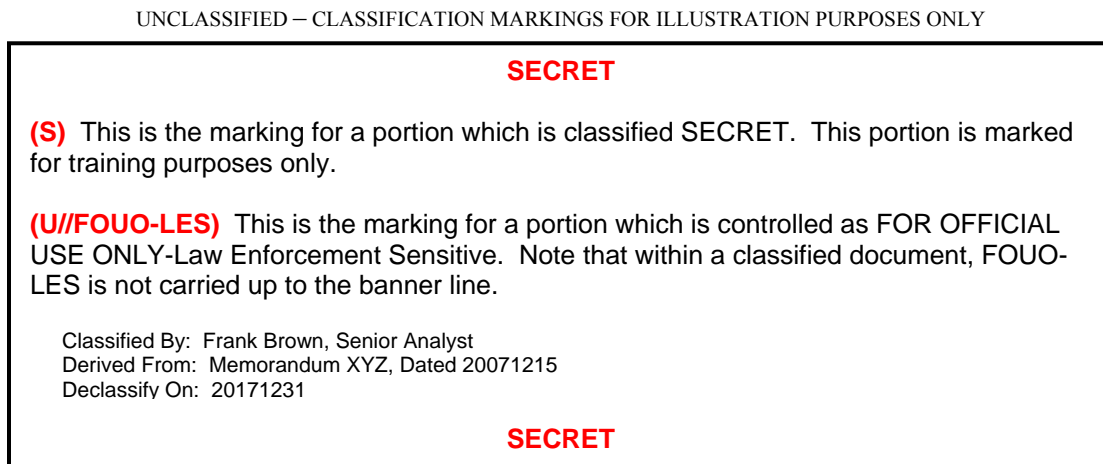 UNCLASSIFIED – CLASSIFICATION MARKINGS FOR ILLUSTRATION PURPOSES ONLY
SECRET
(S)  This is the marking for a portion which is classified SECRET.  This portion is marked
for training purposes only.
(U//FOUO-LES)  This is the marking for a portion which is controlled as FOR OFFICIAL
USE ONLY-Law Enforcement Sensitive.  Note that within a classified document, FOUO-
LES is not carried up to the banner line.
Classified By:  Frank Brown, Senior Analyst
Derived From:  Memorandum XYZ, Dated 20071215
Declassify On:  20171231
SECRET